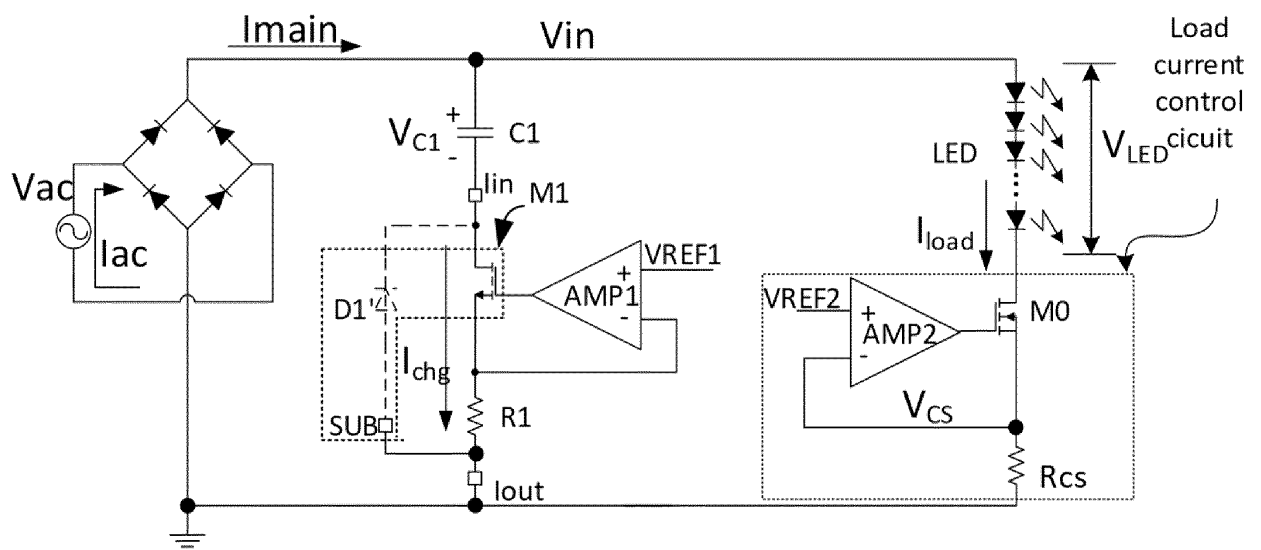 Imain
Vin
Load
current
control
cicuit
+
VC1
-
C1
LED
VLED
Vac
Iin
M1
Iac
Iload
VREF1
+
AMP1
-
D1'
VREF2
+
AMP2
-
M0
Ichg
VCS
SUB
R1
Rcs
Iout